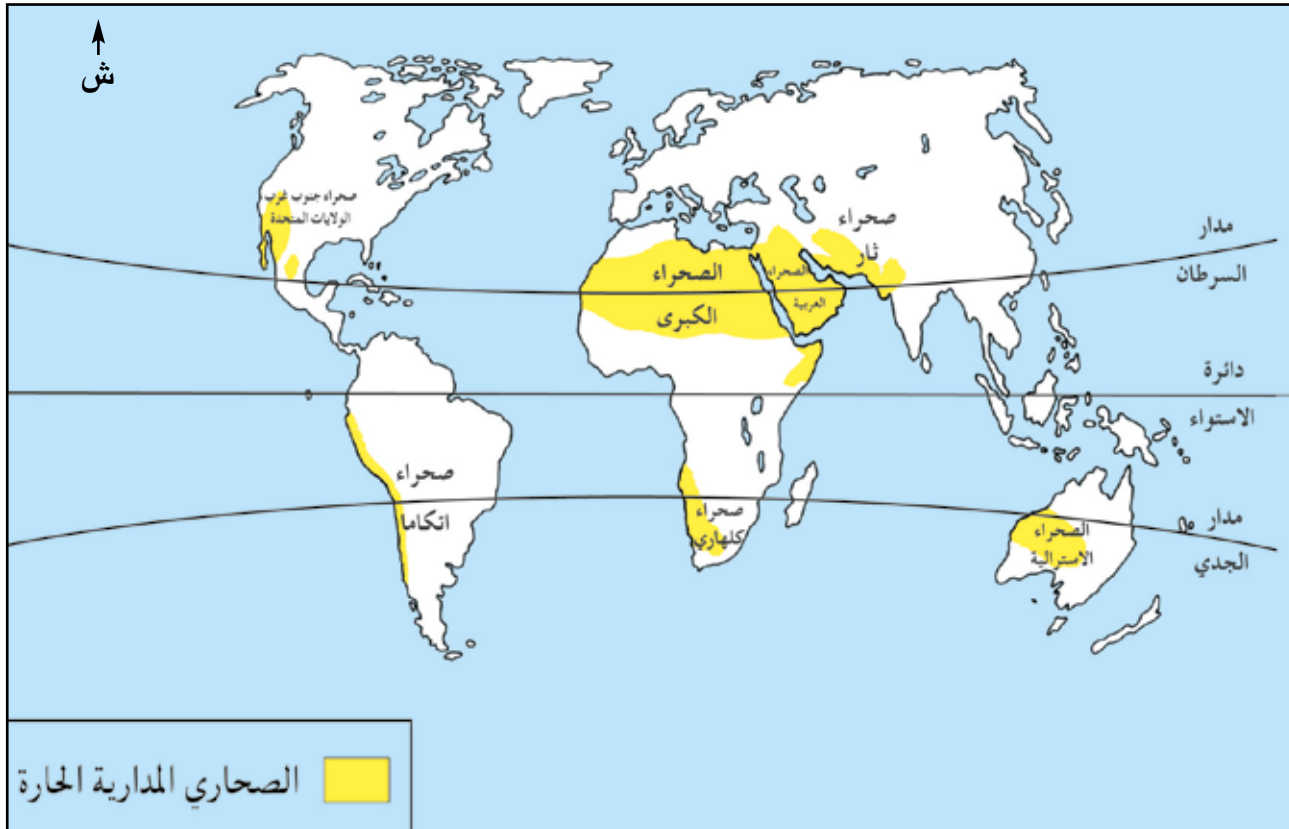 ش
صحراء جنوب غرب
الولايات المتحدة
صحراء
ثار
مدار
السرطان
الصحراء
الكبرى
الصحراء
العربية
دائرة
الاستواء
صحراء
اتكاما
صحراء
كلهاري
الصحراء
الاسترالية
مدار
الجدي
الصحاري المدارية الحارة